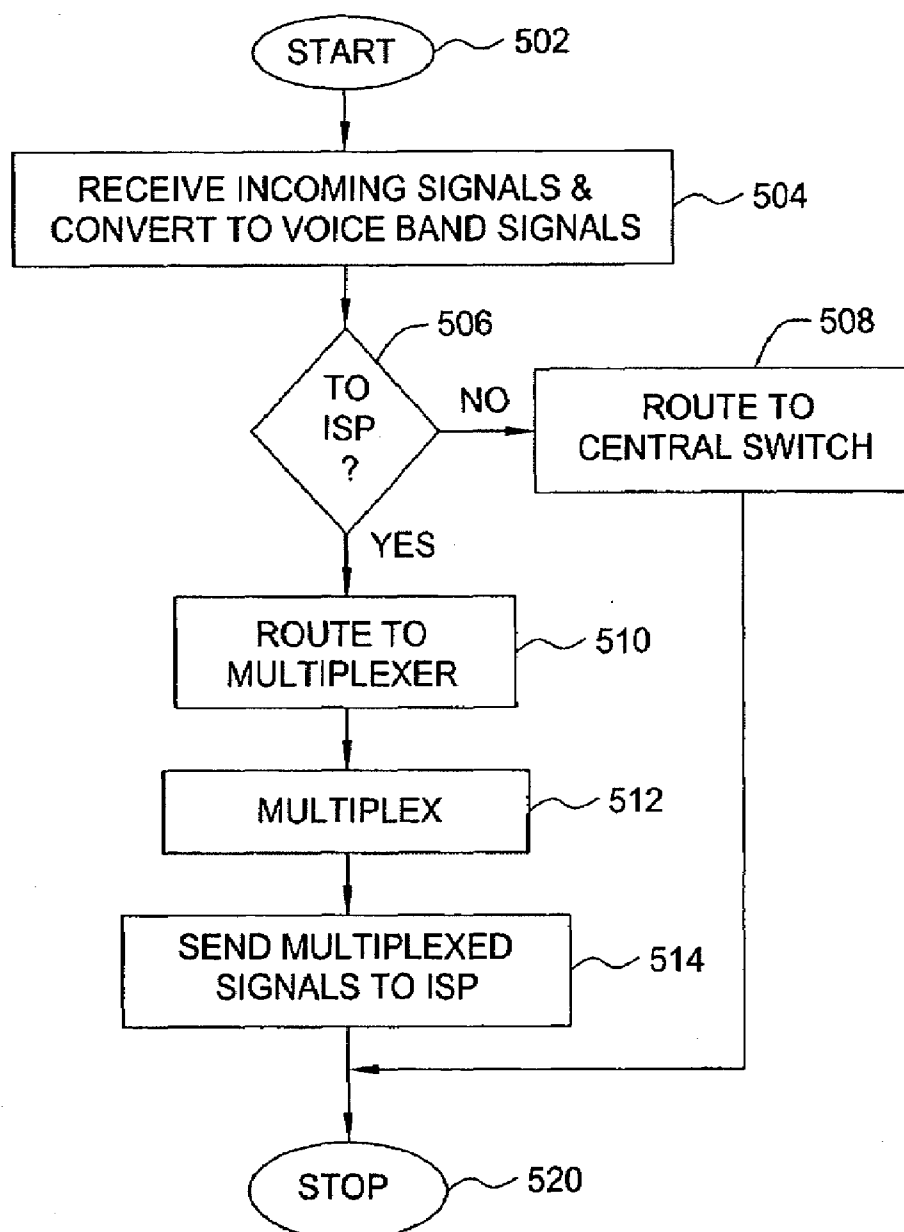 START
502
RECEIVE INCOMING SIGNALS &
CONVERT TO VOICE BAND SIGNALS
504
506
TO
ISP
?
NO
508
ROUTE TO
CENTRAL SWITCH
YES
ROUTE TO
MULTIPLEXER
510
MULTIPLEX
512
SEND MULTIPLEXED
SIGNALS TO ISP
514
STOP
520